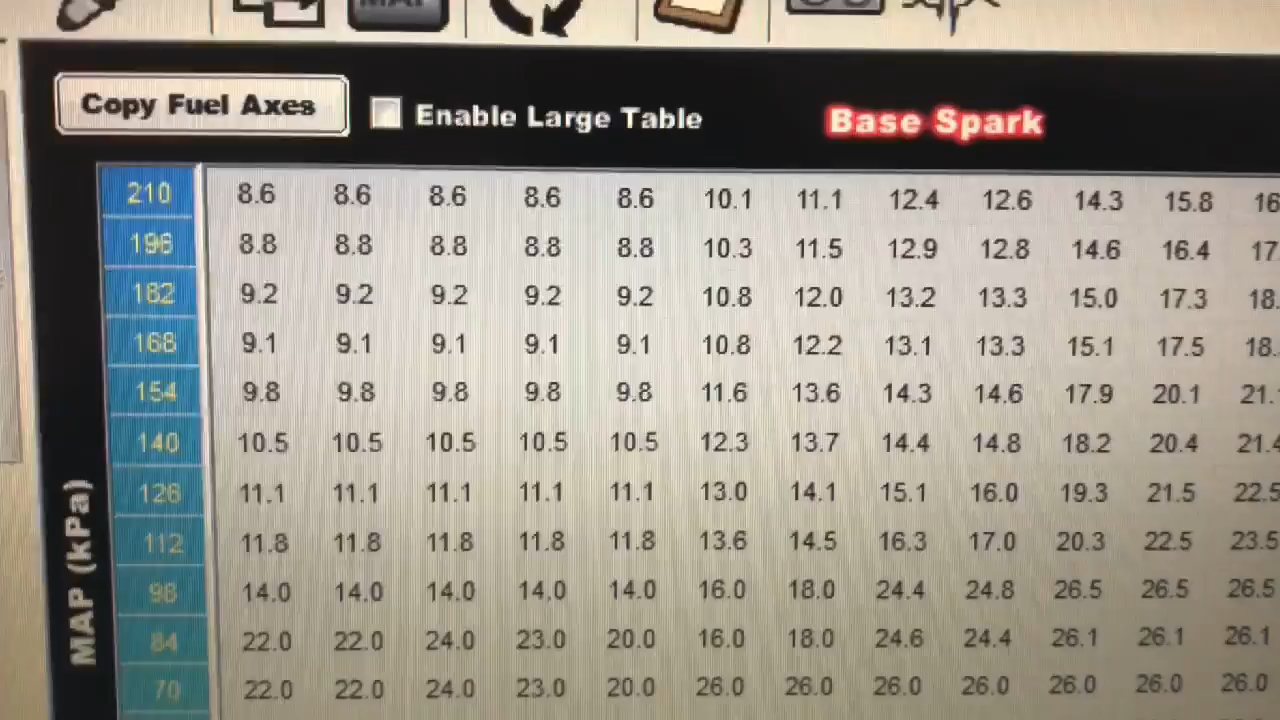 MAP
Copy Fuel Axes Enable Large Table Base Spark
210 8.6 8.6 8.6 8.6 8.6 10.1 11.1 12.4 12.6 14.3 15.8 16
196 8.8 8.8 8.8 8.8 8.8 10.3 11.5 12.9 12.8 14.6 16.4 17
182 9.2 9.2 9.2 9.2 9.2 10.8 12.0 13.2 13.3 15.0 17.3 18.
168 9.1 9.1 9.1 9.1 9.1 10.8 12.2 13.1 13.3 15.1 17.5 18.
154 9.8 9.8 9.8 9.8 9.8 11.6 13.6 14.3 14.6 17.9 20.1 21.
140 10.5 10.5 10.5 10.5 10.5 12.3 13.7 14.4 14.8 18.2 20.4 21.4
126 11.1 11.1 11.1 11.1 11.1 13.0 14.1 15.1 16.0 19.3 21.5 22.5
112 11.8 11.8 11.8 11.8 11.8 13.6 14.5 16.3 17.0 20.3 22.5 23.5
98 14.0 14.0 14.0 14.0 14.0 16.0 18.0 24.4 24.8 26.5 26.5 26.5
84 22.0 22.0 24.0 23.0 20.0 16.0 18.0 24.6 24.4 26.1 26.1 26.1
70 22.0 22.0 24.0 23.0 20.0 26.0 26.0 26.0 26.0 26.0 26.0 26.0
MAP (kPa)